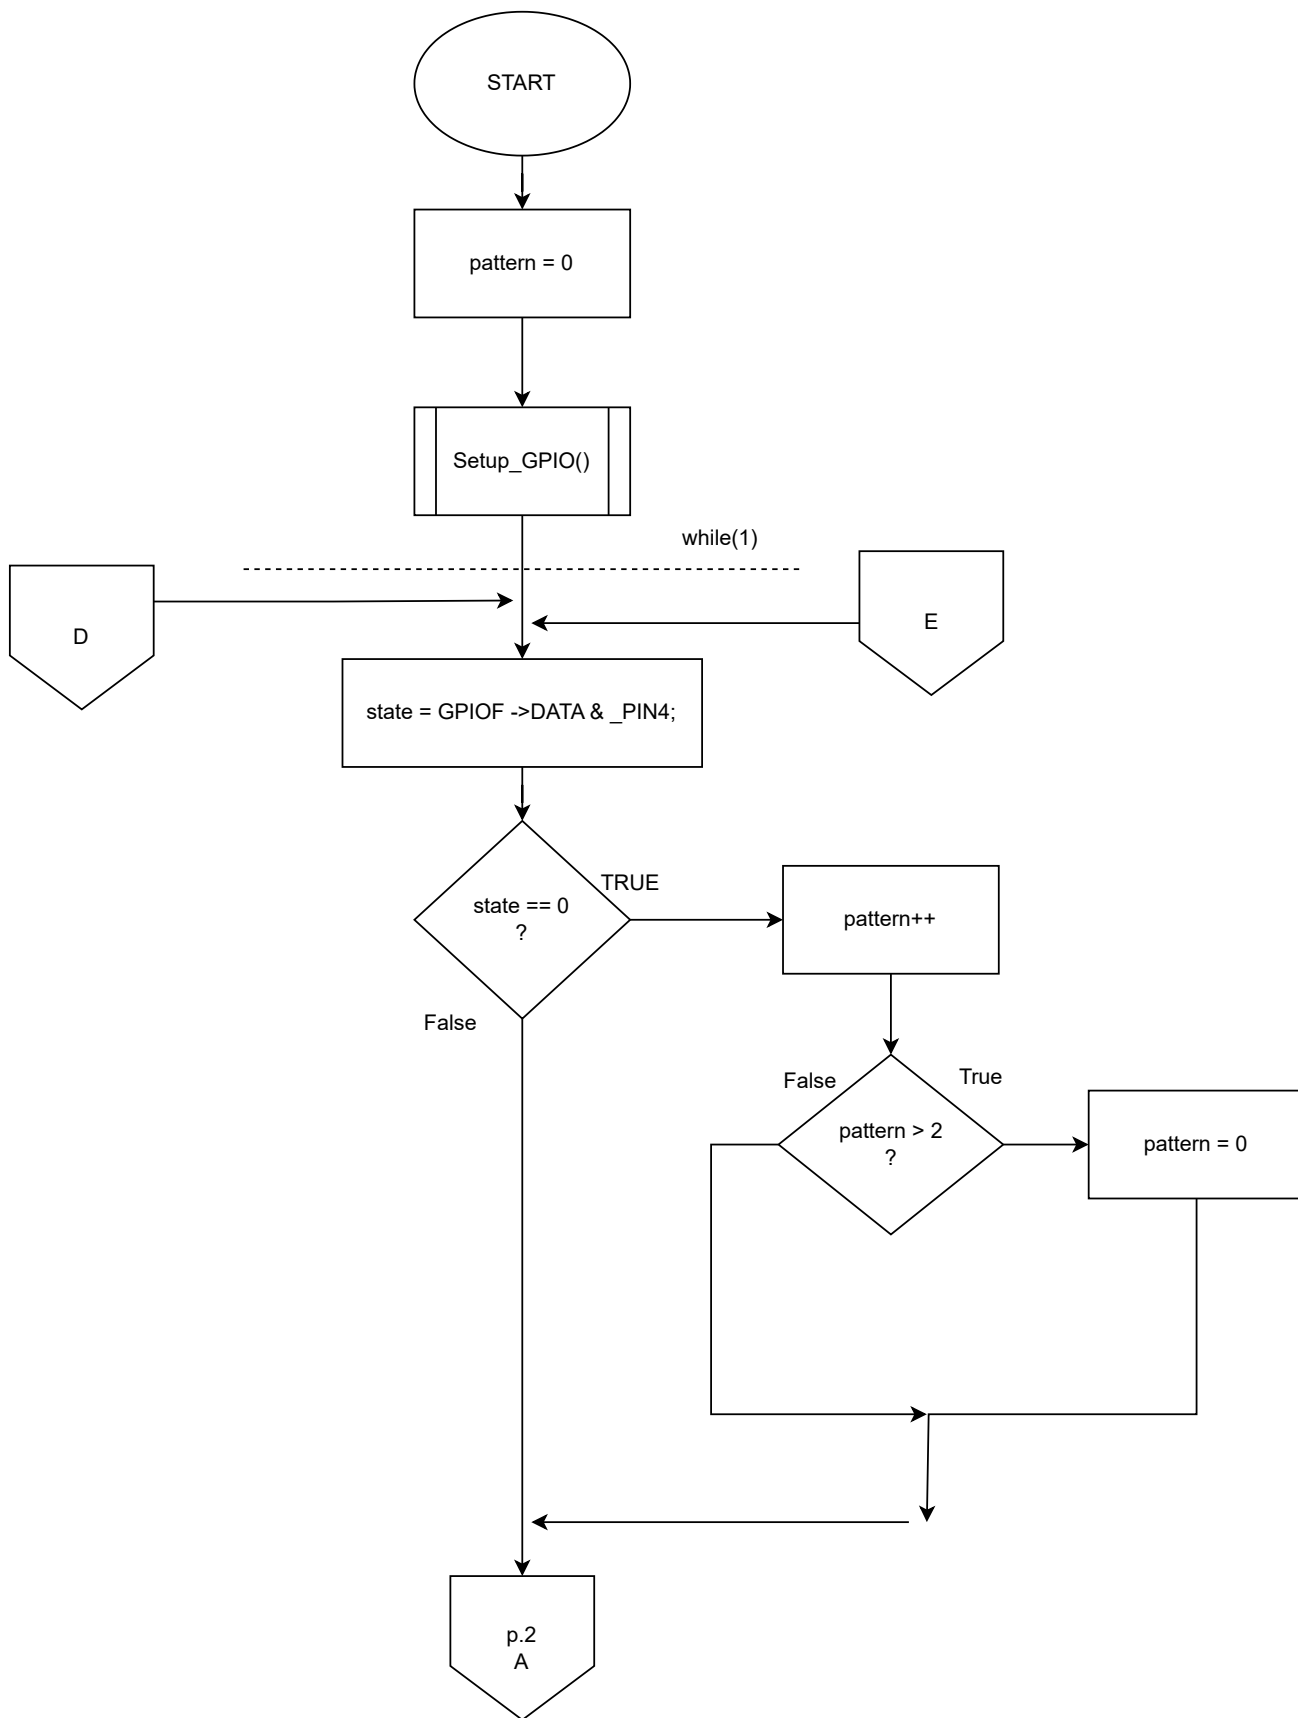 START
pattern = 0
Setup_GPIO()
while(1)
D
E
state = GPIOF ->DATA & _PIN4;
TRUE
state == 0
?
pattern++
False
False
True
pattern > 2
?
pattern = 0
p.2
A